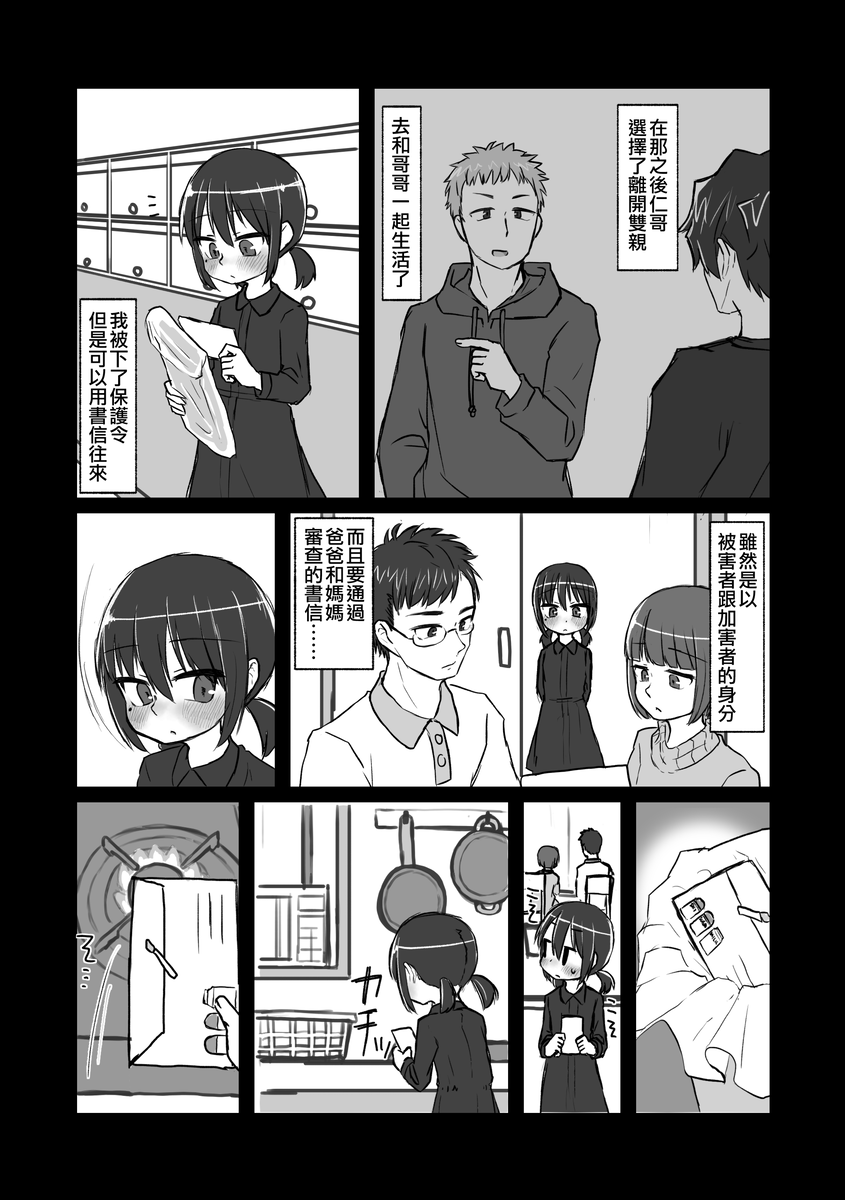 在那之後仁哥
選擇了離開雙親
去和哥哥一起生活了
我被下了保護令
但是可以用書信往來
雖然是以
被害者跟加害者的身分
而且要通過
爸爸和媽媽
審查的書信……
カチッ